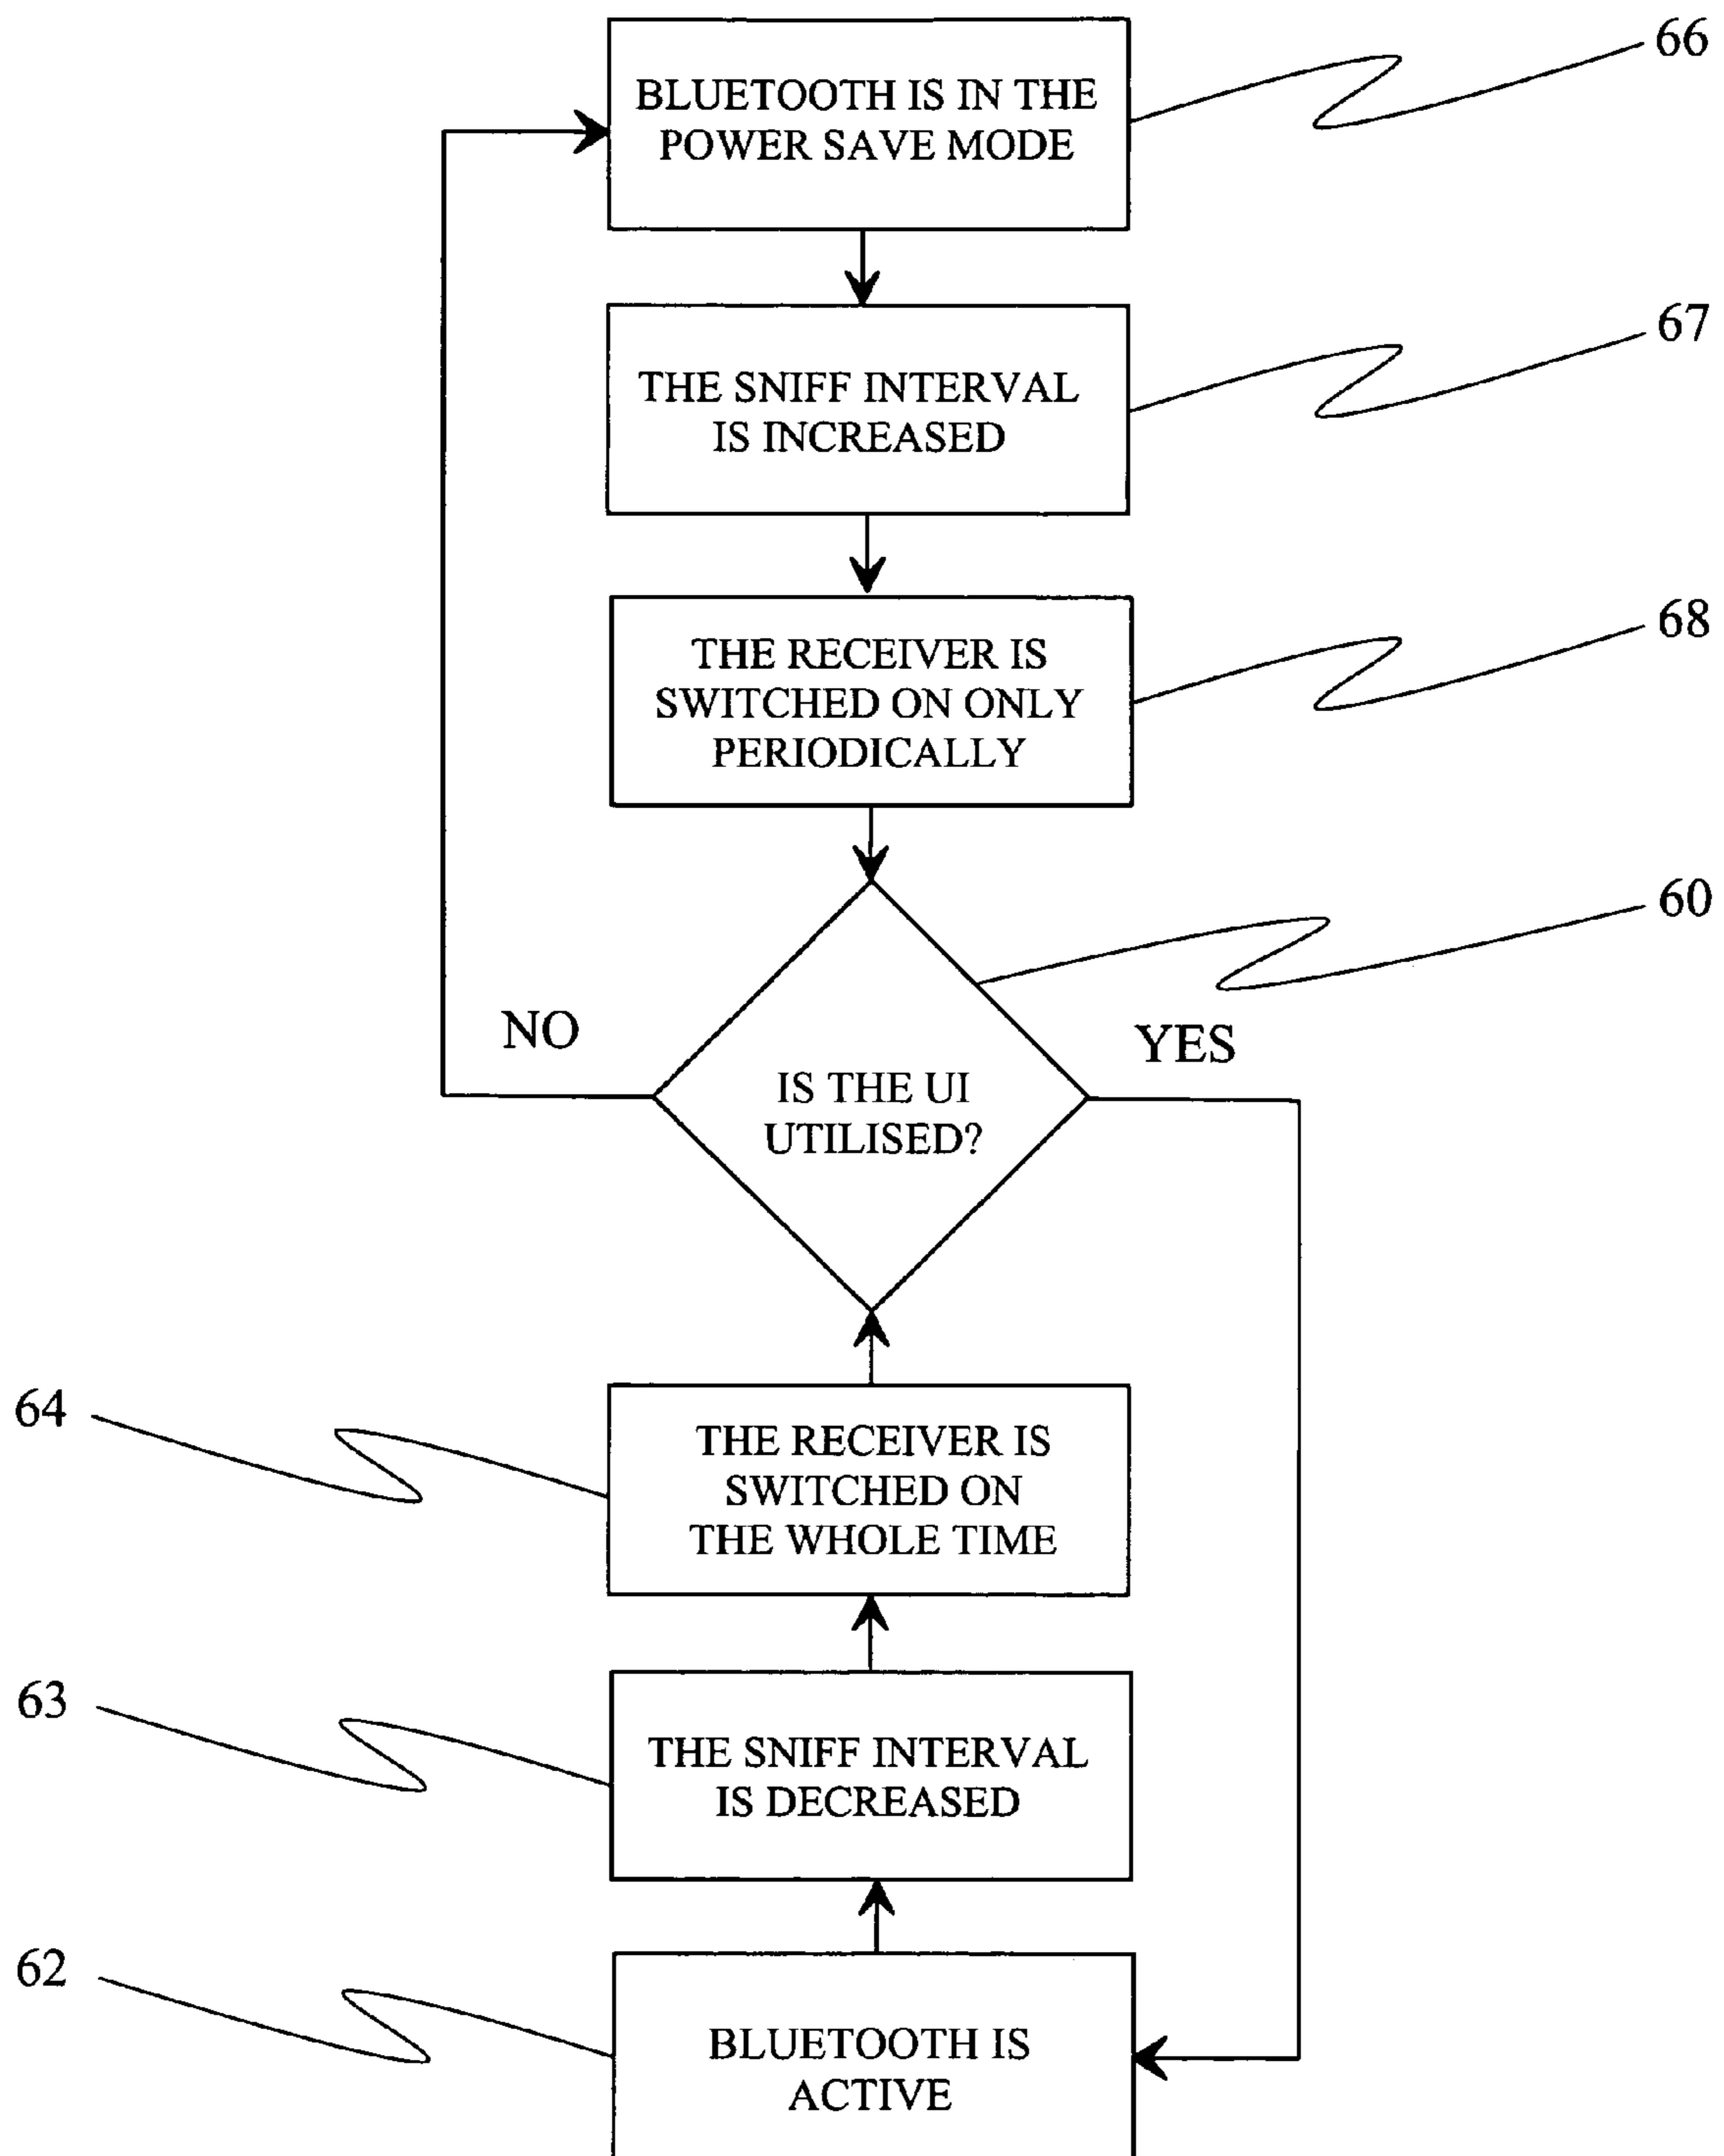 66
BLUETOOTH IS IN THE
POWER SAVE MODE
67
THE SNIFF INTERVAL
IS INCREASED
68
THE RECEIVER IS
SWITCHED ON ONLY
PERIODICALLY
60
NO
YES
IS THE UI
UTILISED?
64
THE RECEIVER IS
SWITCHED ON
THE WHOLE TIME
63
THE SNIFF INTERVAL
IS DECREASED
62
BLUETOOTH IS
ACTIVE